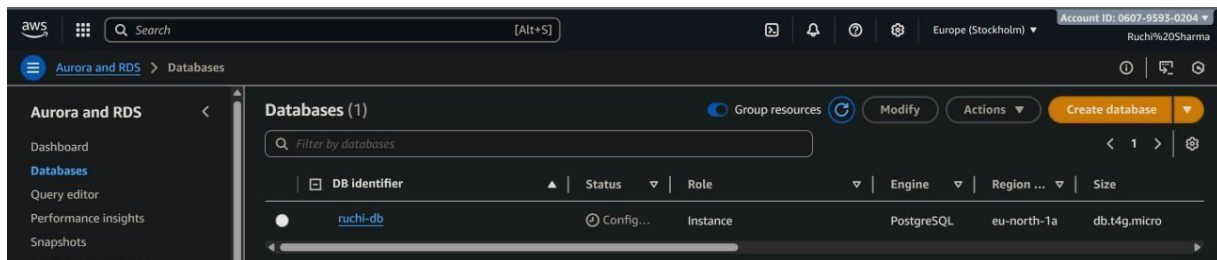 aws
Search [Alt+S] Europe (Stockholm) Account ID: 0607-9593-0204
Ruchi%20Sharma
Aurora and RDS > Databases
Aurora and RDS
Dashboard
Databases
Query editor
Performance insights
Snapshots
Databases (1) Group resources Modify Actions Create database
Filter by databases 1
DB identifier Status Role Engine Region ... Size
ruchi-db Config... Instance PostgreSQL eu-north-1a db.t4g.micro